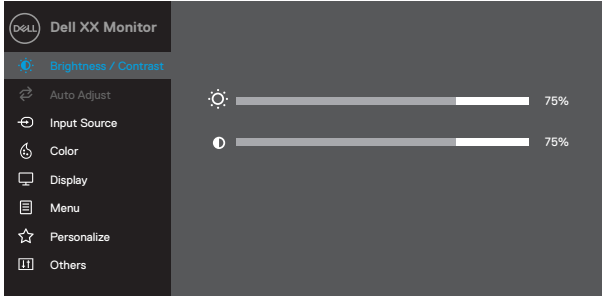 DELL Dell XX Monitor
Brightness / Contrast
Auto Adjust
75%
Input Source
Color
75%
Display
Menu
Personalize
Others